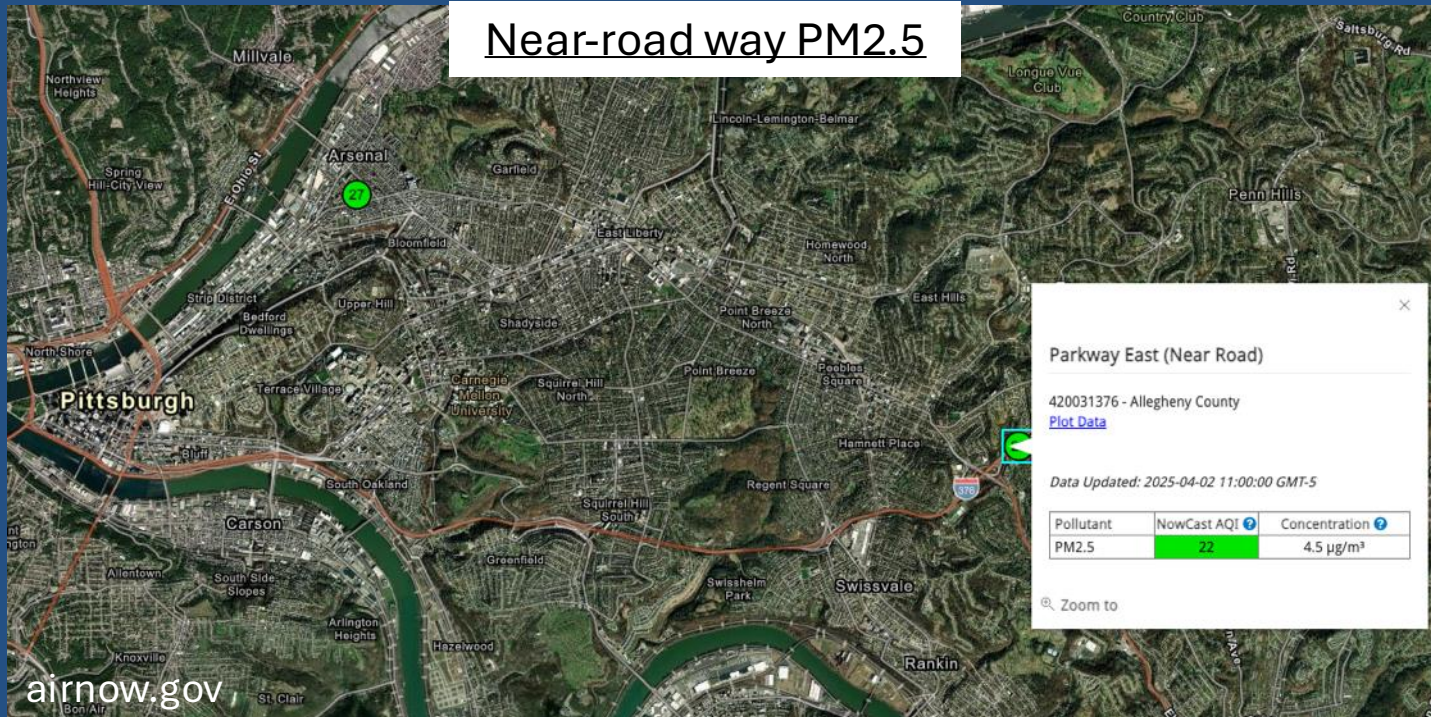 Near-road way PM2.5
Country Club
Saltsburg Rd
Millvale
Northview
Heights
Longue Vue
Club
Lincoln-Lemington-Belmar
E Ohio St
Arsenal
Garfield
Spring
Hill-City View
27
Penn Hills
Bloomfield
East Liberty
Homewood
North
Rd
Strip District
Upper Hill
East Hills
Bedford
Dwellings
Shadyside
Point Breeze
North
North Shore
Point Breeze
Peebles
Square
Terrace Village
Carnegie
Mellon
University
Squirrel Hill
North
Pittsburgh
Hamnett Place
Bluff
South Oakland
Regent Square
376
Squirrel Hill
South
Carson
Greenfield
Allentown
South Side
Slopes
Swisshelm
Park
Swissvale
Arlington
Heights
Hazelwood
Knoxville
Rankin
St. Clair
Bon Air
airnow.gov
×
Parkway East (Near Road)
420031376 - Allegheny County
Plot Data
Data Updated: 2025-04-02 11:00:00 GMT-5
Pollutant NowCast AQI ? Concentration ?
PM2.5 22 4.5 µg/m³
Zoom to